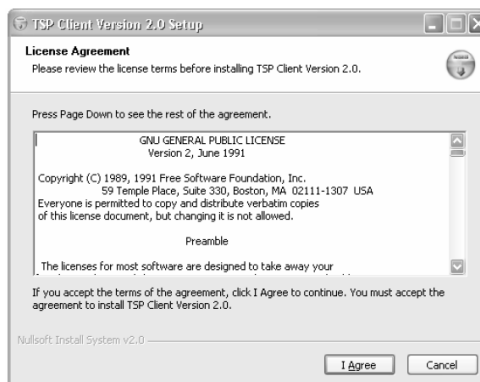 TSP Client Version 2.0 Setup
License Agreement
Please review the license terms before installing TSP Client Version 2.0.
Press Page Down to see the rest of the agreement.
GNU GENERAL PUBLIC LICENSE
Version 2, June 1991
Copyright (C) 1989, 1991 Free Software Foundation, Inc.
59 Temple Place, Suite 330, Boston, MA 02111-1307 USA
Everyone is permitted to copy and distribute verbatim copies
of this license document, but changing it is not allowed.
Preamble
The licenses for most software are designed to take away your
If you accept the terms of the agreement, click I Agree to continue. You must accept the
agreement to install TSP Client Version 2.0.
Nullsoft Install System v2.0
I Agree
Cancel